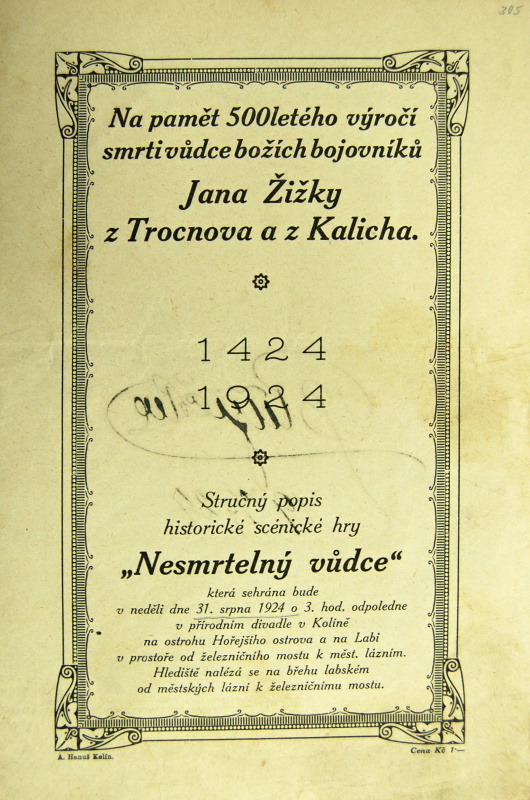 305
Na pamět 500letého výročí
smrti vůdce božích bojovníků
Jana Žižky
z Trocnova a z Kalicha.
1424
1924
Stručný popis
historické scénické hry
„Nesmrtelný vůdce“
která sehrána bude
v neděli dne 31. srpna 1924 o 3. hod. odpoledne
v přírodním divadle v Kolíně
na ostrohu Hořejšího ostrova a na Labi
v prostoře od železničního mostu k měst. lázním.
Hlediště nalézá se na břehu labském
od městských lázní k železničnímu mostu.
A. Hanuš Kolín.
Cena Kč 1·—